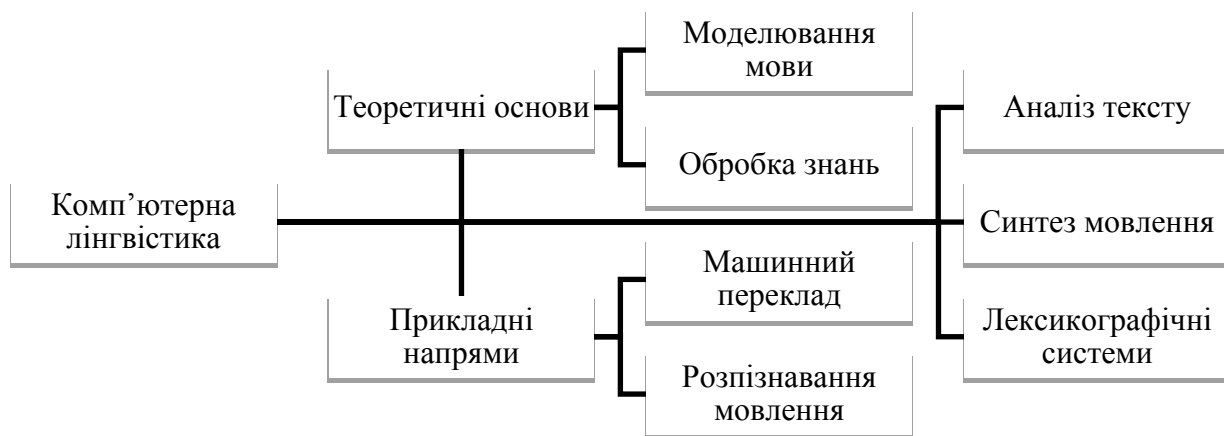 Комп’ютерна
лінгвістика
Теоретичні основи
Моделювання
мови
Обробка знань
Прикладні
напрями
Машинний
переклад
Розпізнавання
мовлення
Аналіз тексту
Синтез мовлення
Лексикографічні
системи